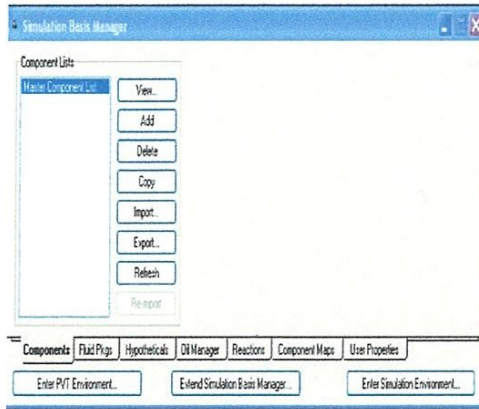 Simulation Basis Manager
Component Lists
Master Component List
View...
Add
Delete
Copy
Import...
Export...
Refresh
Re-import
Components Fluid Pkgs Hypotheticals Oil Manager Reactions Component Maps User Properties
Enter PVT Environment... Extend Simulation Basis Manager... Enter Simulation Environment...